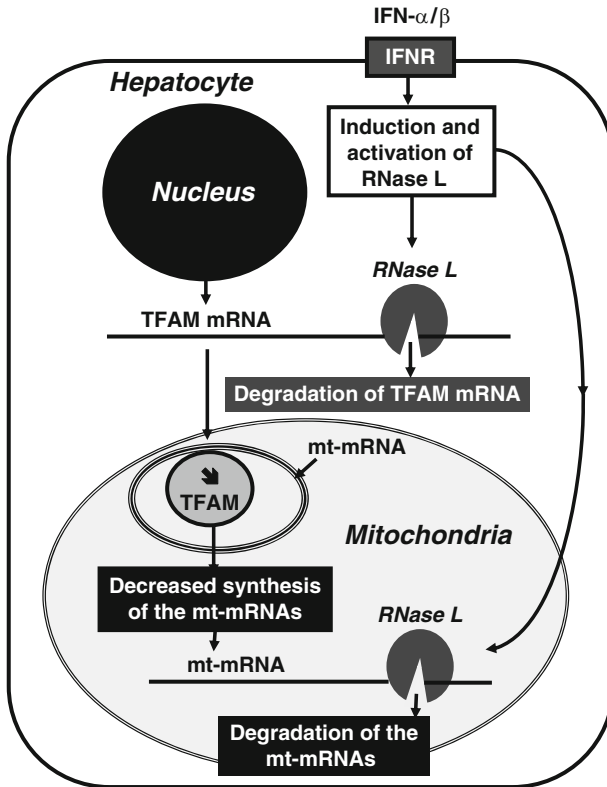 IFN-α/β
IFNR
Hepatocyte
Induction and
activation of
RNase L
Nucleus
RNase L
TFAM mRNA
Degradation of TFAM mRNA
mt-mRNA
TFAM
Mitochondria
Decreased synthesis
of the mt-mRNAs
RNase L
mt-mRNA
Degradation of the
mt-mRNAs